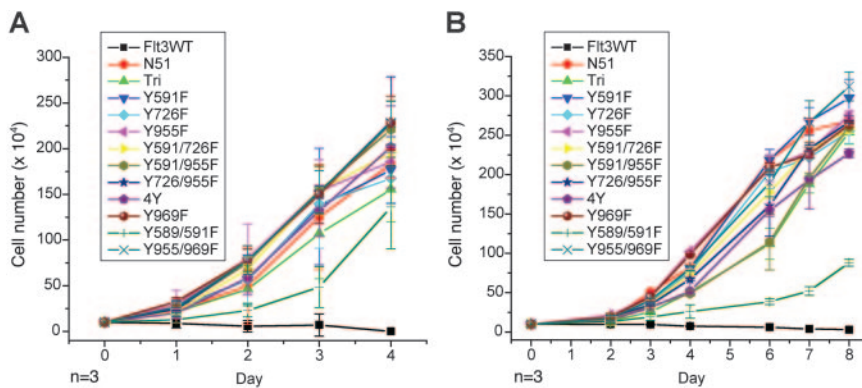 A
Flt3WT
N51
Tri
Y591F
Y726F
Y955F
Y591/726F
Y591/955F
Y726/955F
4Y
Y969F
Y589/591F
Y955/969F
Cell number (x 10⁴)
300
250
200
150
100
50
0
0 1 2 3 4
n=3 Day
B
Flt3WT
N51
Tri
Y591F
Y726F
Y955F
Y591/726F
Y591/955F
Y726/955F
4Y
Y969F
Y589/591F
Y955/969F
Cell number (x 10⁴)
350
300
250
200
150
100
50
0
0 1 2 3 4 5 6 7 8
n=3 Day